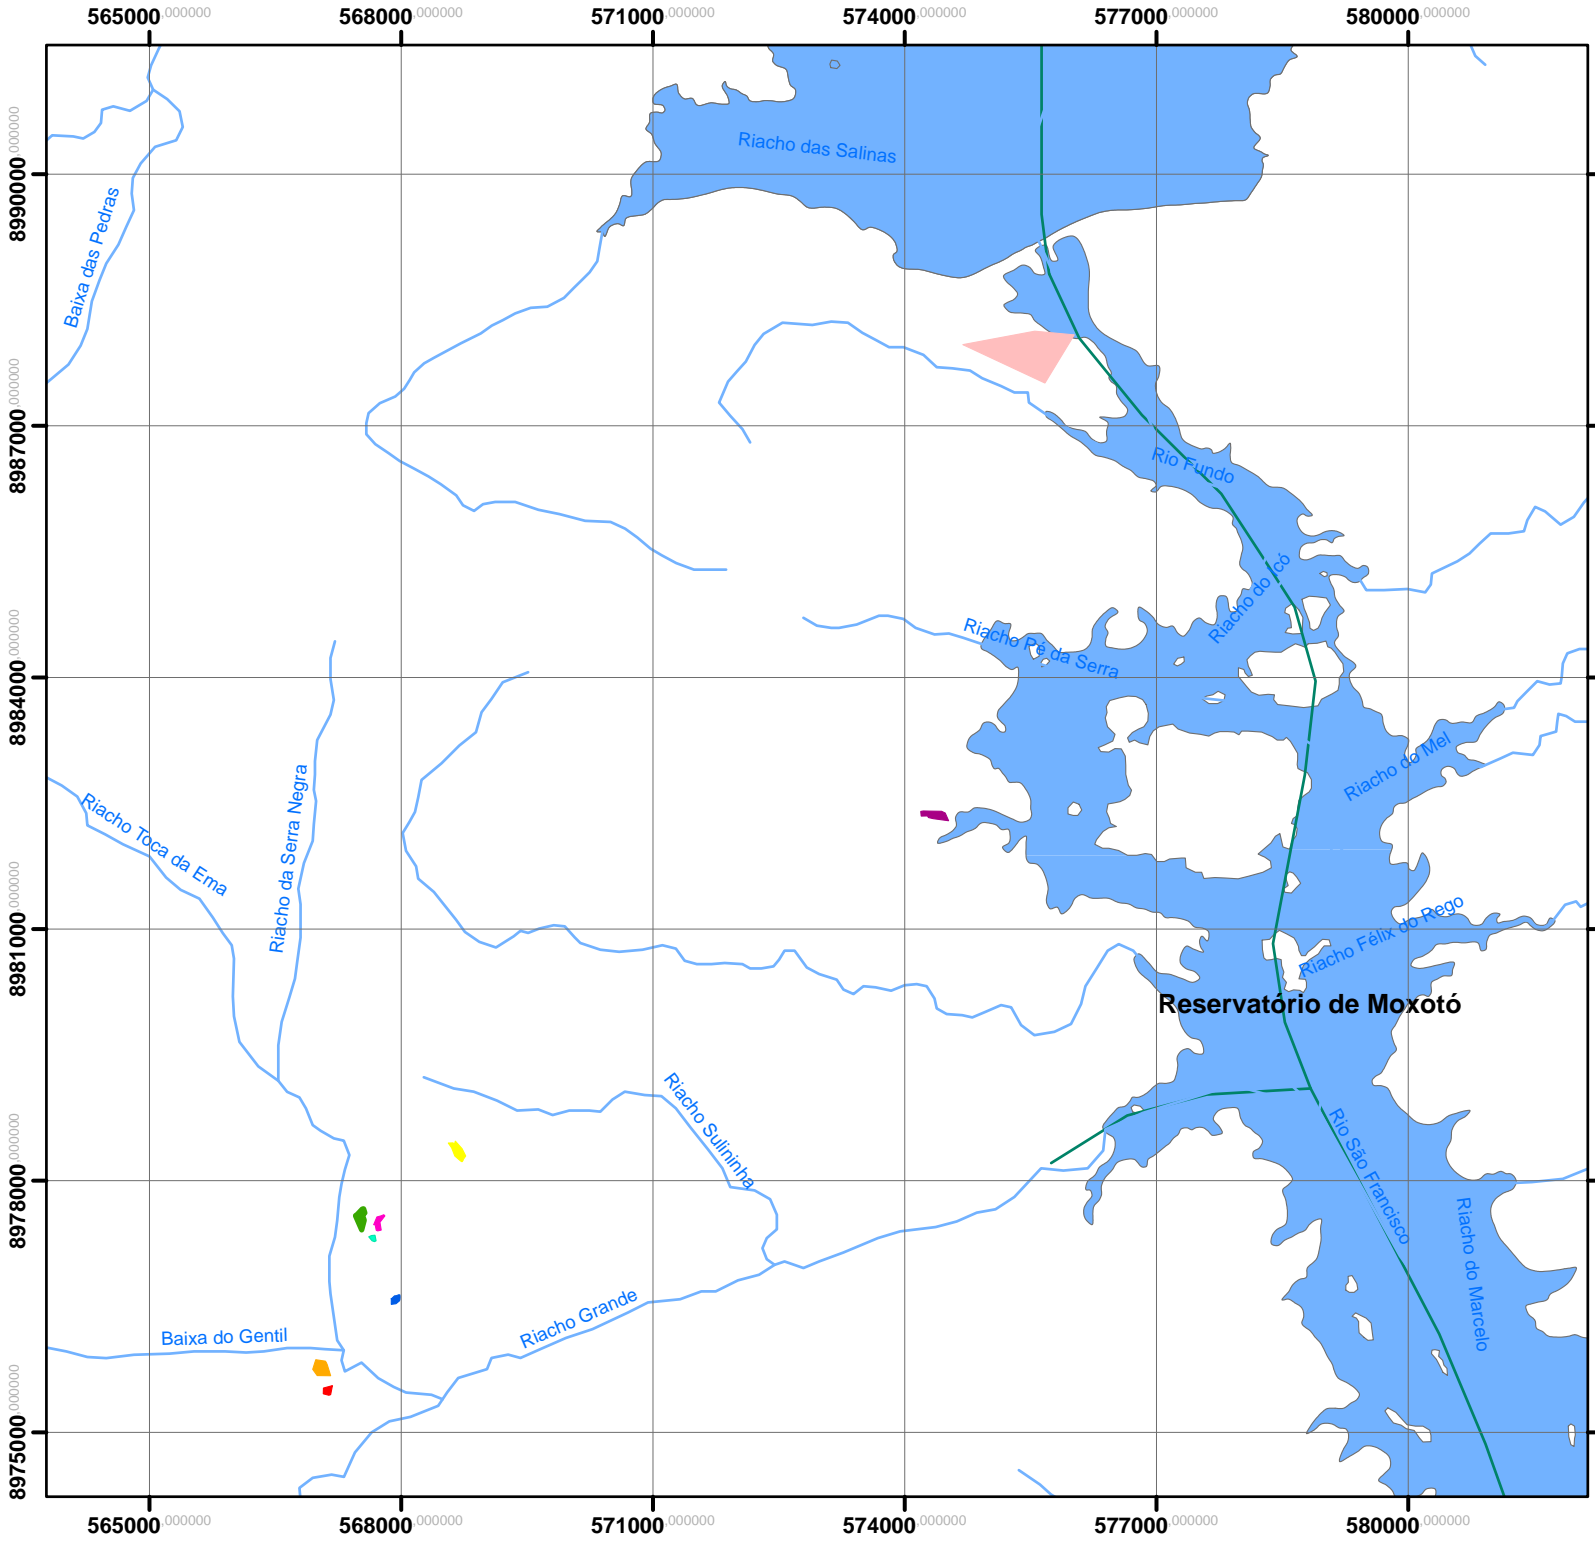 565000,000000 568000,000000 571000,000000 574000,000000 577000,000000 580000,000000
Riacho das Salinas
8990000,000000
Baixa das Pedras
8987000,000000
Rio Fundo
Riacho do Icó
8984000,000000
Riacho Pé da Serra
Riacho do Mel
Riacho Toca da Ema
Riacho da Serra Negra
8981000,000000
Riacho Félix do Rego
Reservatório de Moxotó
Riacho Sulininha
8978000,000000
Rio São Francisco
Riacho do Marcelo
Riacho Grande
Baixa do Gentil
8975000,000000
565000,000000 568000,000000 571000,000000 574000,000000 577000,000000 580000,000000